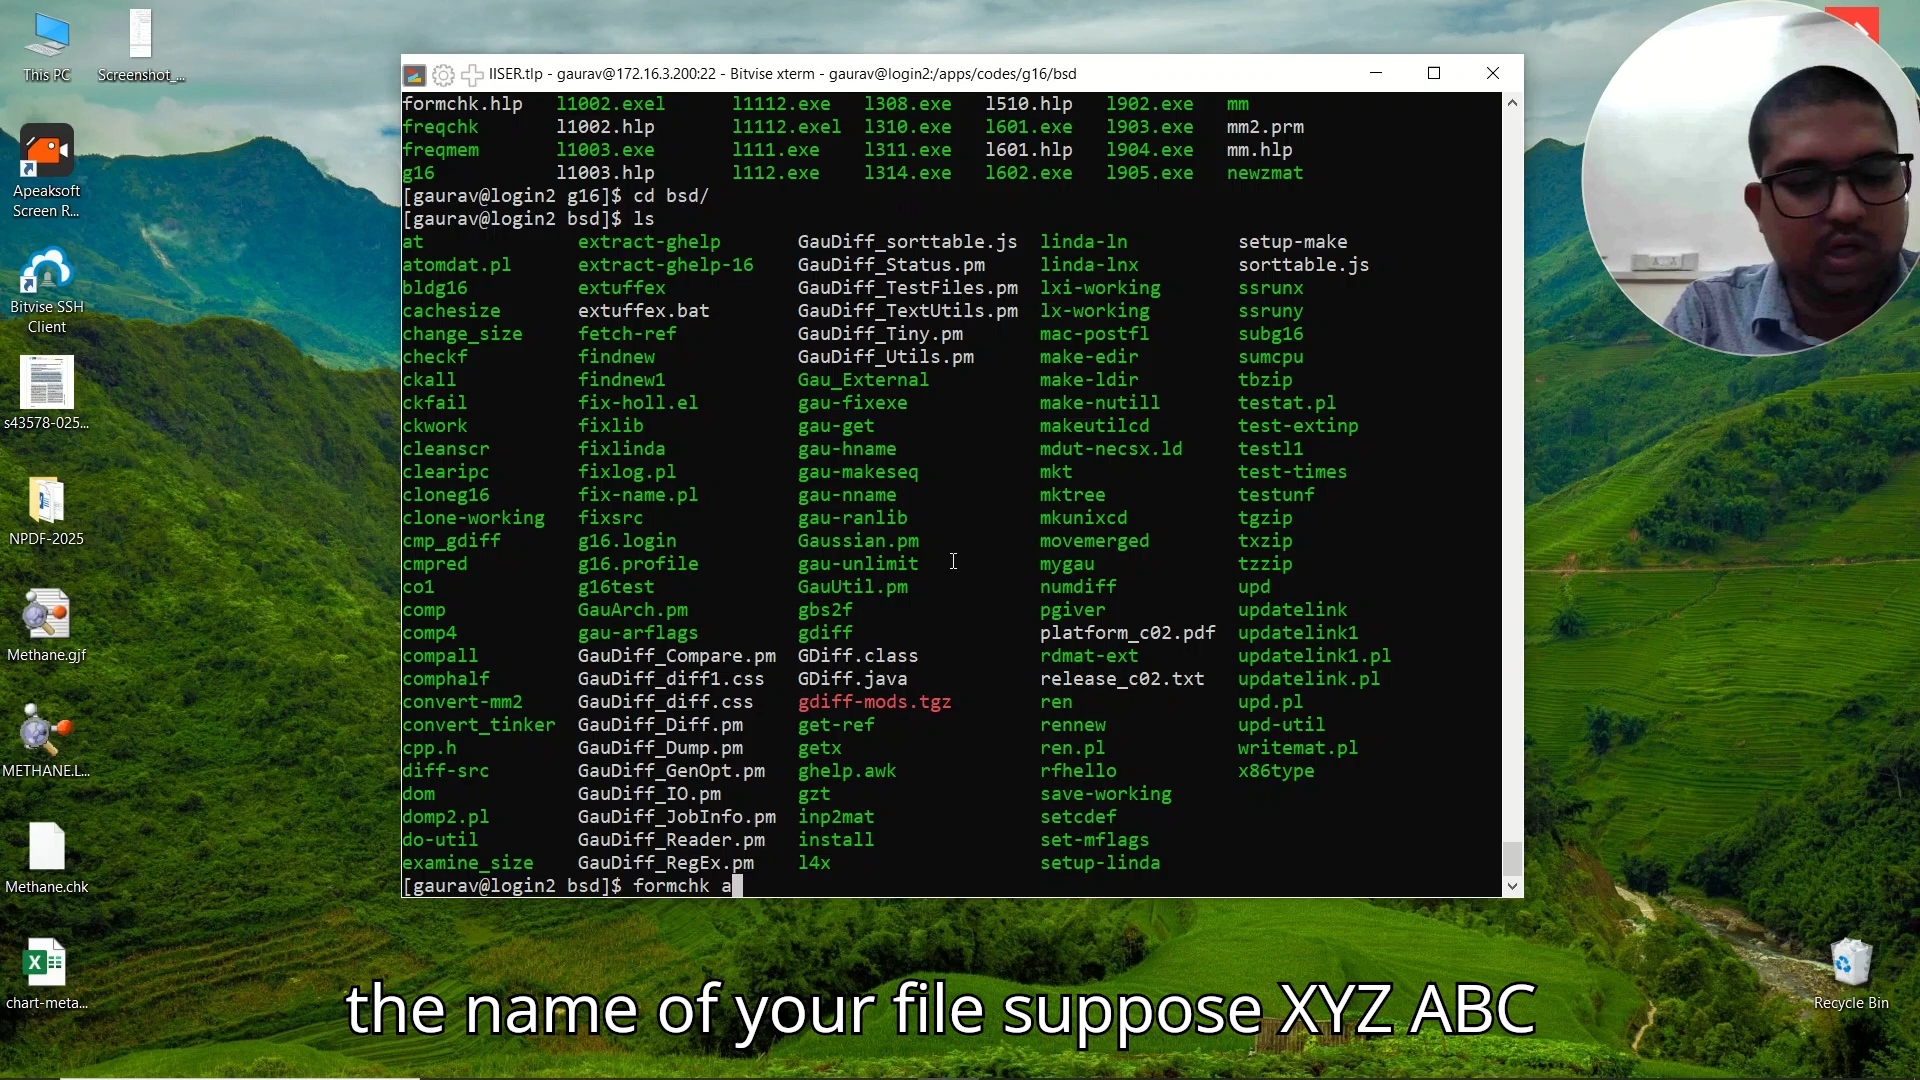 This PC
Screenshot_...
Apeaksoft
Screen R...
Bitvise SSH
Client
s43578-025...
NPDF-2025
Methane.gjf
METHANE.L...
Methane.chk
chart-meta...
IISER.tlp - gaurav@172.16.3.200:22 - Bitvise xterm - gaurav@login2:/apps/codes/g16/bsd
formchk.hlp l1002.exel l1112.exe l308.exe l510.hlp l902.exe mm
freqchk l1002.hlp l1112.exel l310.exe l601.exe l903.exe mm2.prm
freqmem l1003.exe l111.exe l311.exe l601.hlp l904.exe mm.hlp
g16 l1003.hlp l112.exe l314.exe l602.exe l905.exe newzmat
[gaurav@login2 g16]$ cd bsd/
[gaurav@login2 bsd]$ ls
at extract-ghelp GauDiff_sorttable.js linda-ln setup-make
atomdat.pl extract-ghelp-16 GauDiff_Status.pm linda-lnx sorttable.js
bldg16 extuffex GauDiff_TestFiles.pm lxi-working ssrunx
cachesize extuffex.bat GauDiff_TextUtils.pm lx-working ssruny
change_size fetch-ref GauDiff_Tiny.pm mac-postfl subg16
checkf findnew GauDiff_Utils.pm make-edir sumcpu
ckall findnew1 Gau_External make-ldir tbzip
ckfail fix-holl.el gau-fixexe make-nutill testat.pl
ckwork fixlib gau-get makeutilcd test-extinp
cleanscr fixlinda gau-hname mdut-necsx.ld testl1
clearipc fixlog.pl gau-makeseq mkt test-times
cloneg16 fix-name.pl gau-nname mktree testunf
clone-working fixsrc gau-ranlib mkunixcd tgzip
cmp_gdiff g16.login Gaussian.pm movemerged txzip
cmpred g16.profile gau-unlimit mygau tzzip
co1 g16test GauUtil.pm numdiff upd
comp GauArch.pm gbs2f pgiver updatelink
comp4 gau-arflags gdiff platform_c02.pdf updatelink1
compall GauDiff_Compare.pm GDiff.class rdmat-ext updatelink1.pl
comphalf GauDiff_diff1.css GDiff.java release_c02.txt updatelink.pl
convert-mm2 GauDiff_diff.css gdiff-mods.tgz ren upd.pl
convert_tinker GauDiff_Diff.pm get-ref rennew upd-util
cpp.h GauDiff_Dump.pm getx ren.pl writemat.pl
diff-src GauDiff_GenOpt.pm ghelp.awk rfhello x86type
dom GauDiff_IO.pm gzt save-working
domp2.pl GauDiff_JobInfo.pm inp2mat setcdef
do-util GauDiff_Reader.pm install set-mflags
examine_size GauDiff_RegEx.pm l4x setup-linda
[gaurav@login2 bsd]$ formchk a
the name of your file suppose XYZ ABC
Recycle Bin